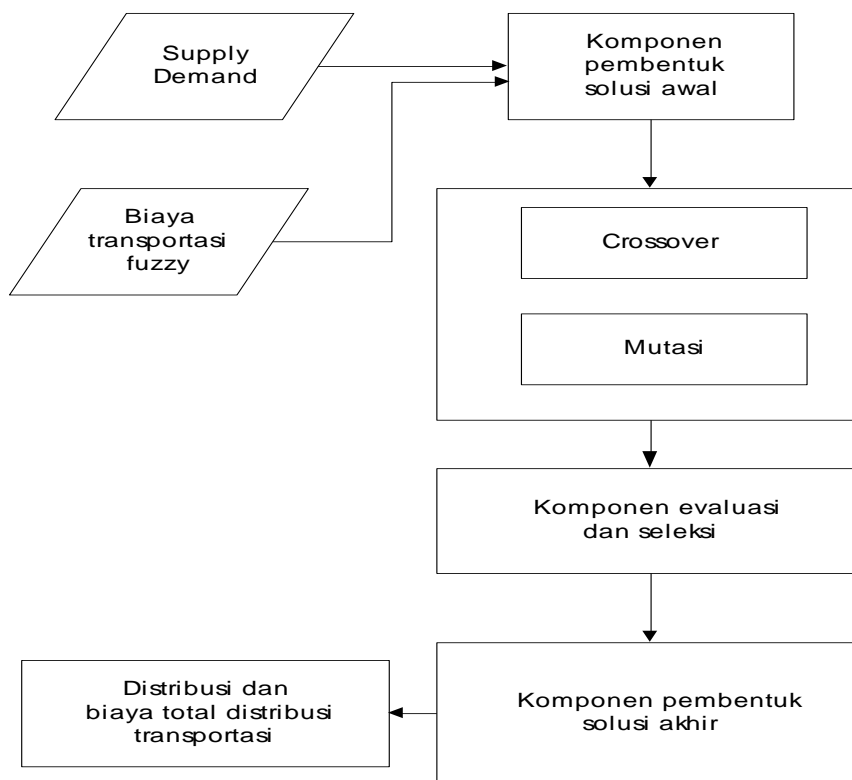 Supply
Demand
Komponen
pembentuk
solusi awal
Biaya
transportasi
fuzzy
Crossover
Mutasi
Komponen evaluasi
dan seleksi
Distribusi dan
biaya total distribusi
transportasi
Komponen pembentuk
solusi akhir